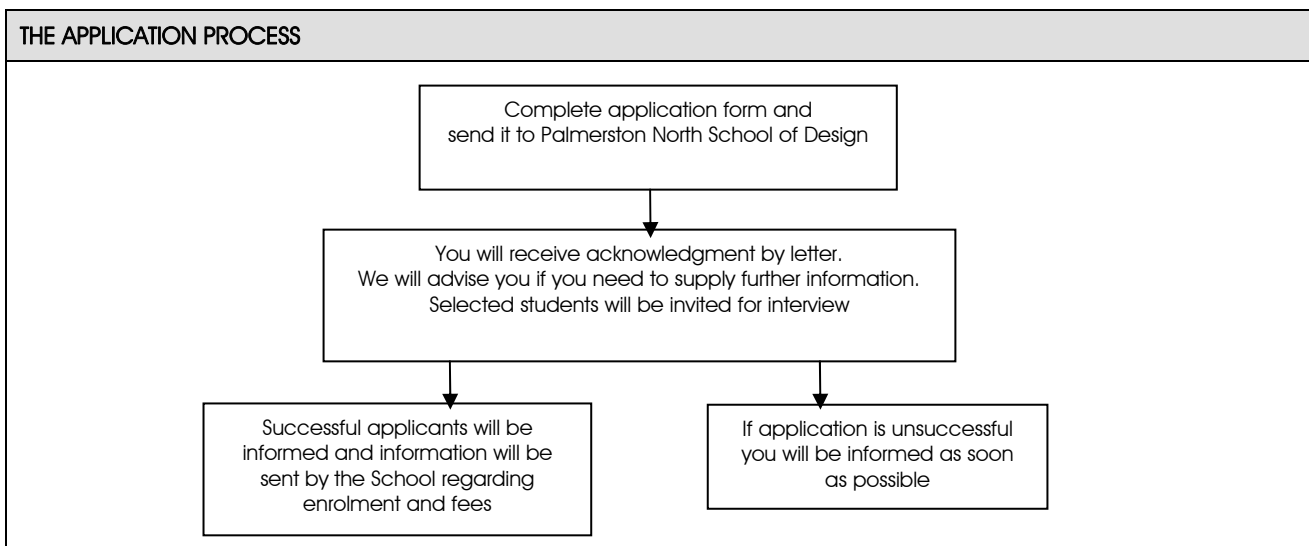 THE APPLICATION PROCESS
Complete application form and
send it to Palmerston North School of Design
You will receive acknowledgment by letter.
We will advise you if you need to supply further information.
Selected students will be invited for interview
Successful applicants will be
informed and information will be
sent by the School regarding
enrolment and fees
If application is unsuccessful
you will be informed as soon
as possible